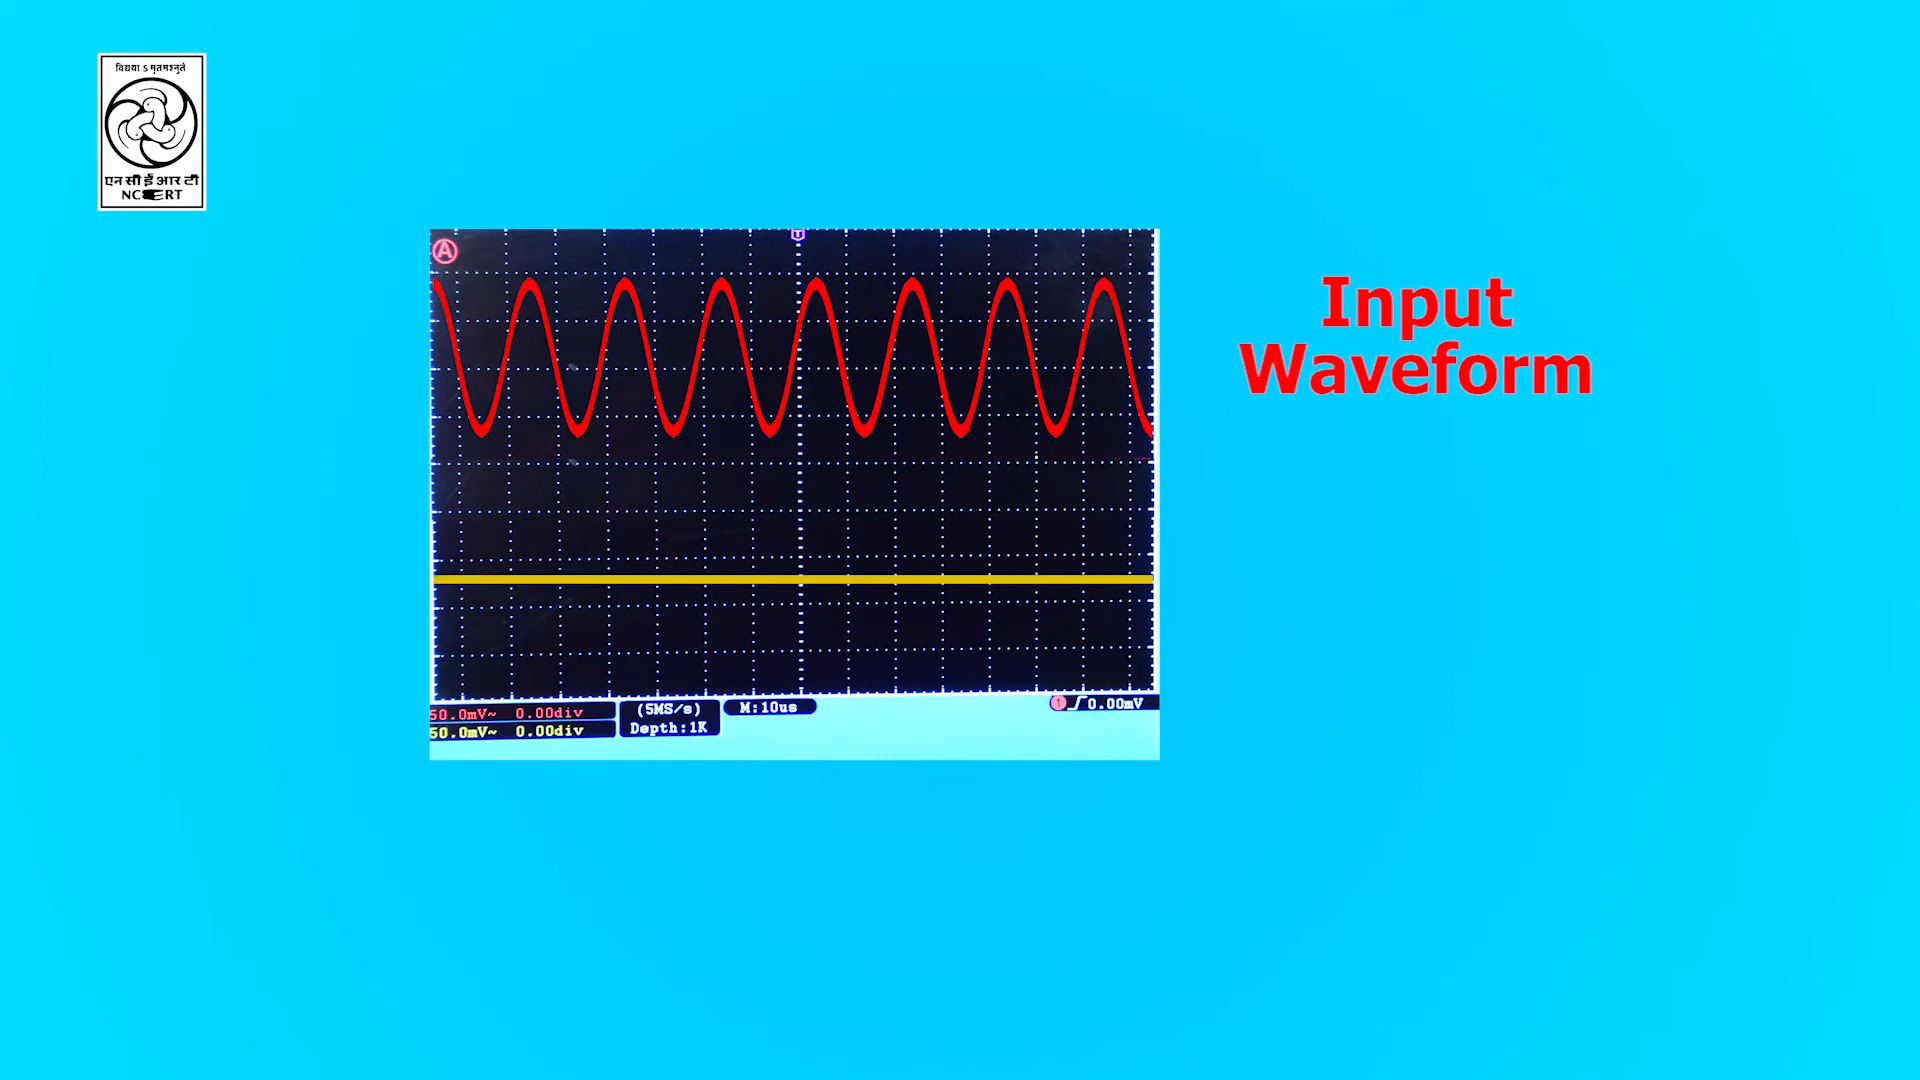 विद्यया ऽ मृतमश्नुते
एन सी ई आर टी
NCERT
A
T
Input
Waveform
50.0mV~ 0.00div
50.0mV~ 0.00div
(5MS/s)
Depth:1K
M:10us
1 0.00mV